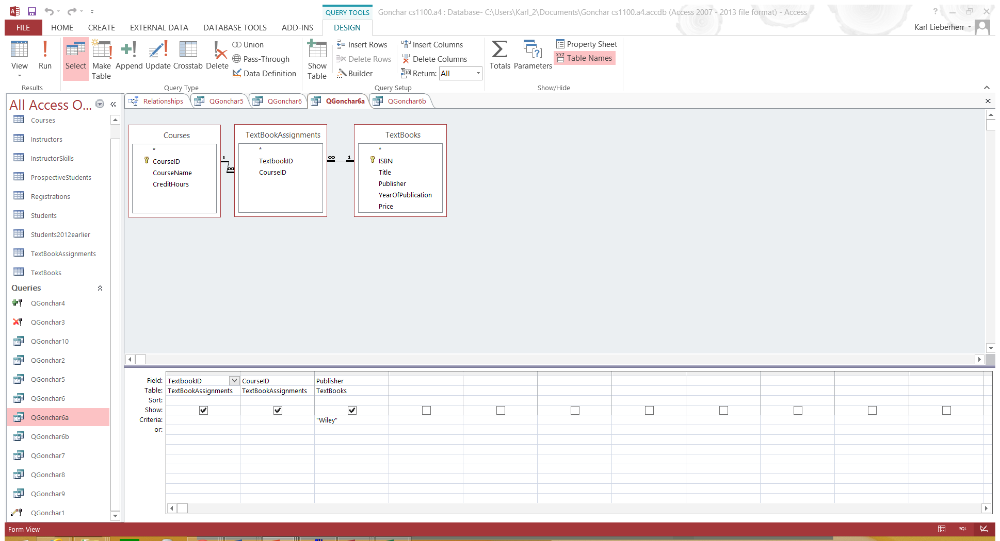 QUERY TOOLS
Gonchar cs1100.a4 : Database- C:\Users\Karl_2\Documents\Gonchar cs1100.a4.accdb (Access 2007 - 2013 file format) - Access
?
FILE HOME CREATE EXTERNAL DATA DATABASE TOOLS ADD-INS DESIGN
Karl Lieberherr
View
Run
Select
Make Table
Append
Update
Crosstab
Delete
Union
Pass-Through
Data Definition
Show Table
Insert Rows
Delete Rows
Builder
Insert Columns
Delete Columns
Return: All
Totals
Parameters
Property Sheet
Table Names
Results
Query Type
Query Setup
Show/Hide
All Access O...
Courses
Instructors
InstructorSkills
ProspectiveStudents
Registrations
Students
Students2012earlier
TextBookAssignments
TextBooks
Queries
QGonchar4
QGonchar3
QGonchar10
QGonchar2
QGonchar5
QGonchar6
QGonchar6a
QGonchar6b
QGonchar7
QGonchar8
QGonchar9
QGonchar1
Relationships QGonchar5 QGonchar6 QGonchar6a QGonchar6b
Courses
*
CourseID
CourseName
CreditHours
1
∞
TextBookAssignments
*
TextbookID
CourseID
∞
1
TextBooks
*
ISBN
Title
Publisher
YearOfPublication
Price
Field: TextbookID CourseID Publisher
Table: TextBookAssignments TextBookAssignments TextBooks
Sort:
Show:
Criteria: "Wiley"
or:
Form View
SQL